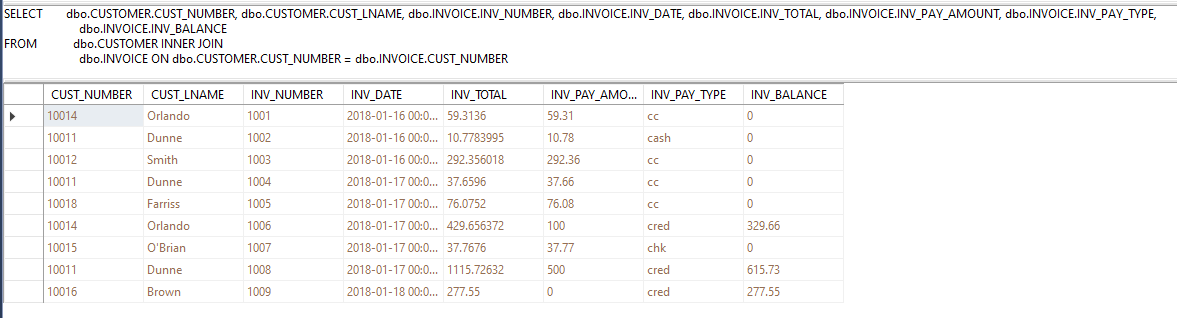 SELECT dbo.CUSTOMER.CUST_NUMBER, dbo.CUSTOMER.CUST_LNAME, dbo.INVOICE.INV_NUMBER, dbo.INVOICE.INV_DATE, dbo.INVOICE.INV_TOTAL, dbo.INVOICE.INV_PAY_AMOUNT, dbo.INVOICE.INV_PAY_TYPE,
dbo.INVOICE.INV_BALANCE
FROM dbo.CUSTOMER INNER JOIN
dbo.INVOICE ON dbo.CUSTOMER.CUST_NUMBER = dbo.INVOICE.CUST_NUMBER
CUST_NUMBER CUST_LNAME INV_NUMBER INV_DATE INV_TOTAL INV_PAY_AMO... INV_PAY_TYPE INV_BALANCE
10014 Orlando 1001 2018-01-16 00:0... 59.3136 59.31 cc 0
10011 Dunne 1002 2018-01-16 00:0... 10.7783995 10.78 cash 0
10012 Smith 1003 2018-01-16 00:0... 292.356018 292.36 cc 0
10011 Dunne 1004 2018-01-17 00:0... 37.6596 37.66 cc 0
10018 Farriss 1005 2018-01-17 00:0... 76.0752 76.08 cc 0
10014 Orlando 1006 2018-01-17 00:0... 429.656372 100 cred 329.66
10015 O'Brian 1007 2018-01-17 00:0... 37.7676 37.77 chk 0
10011 Dunne 1008 2018-01-17 00:0... 1115.72632 500 cred 615.73
10016 Brown 1009 2018-01-18 00:0... 277.55 0 cred 277.55